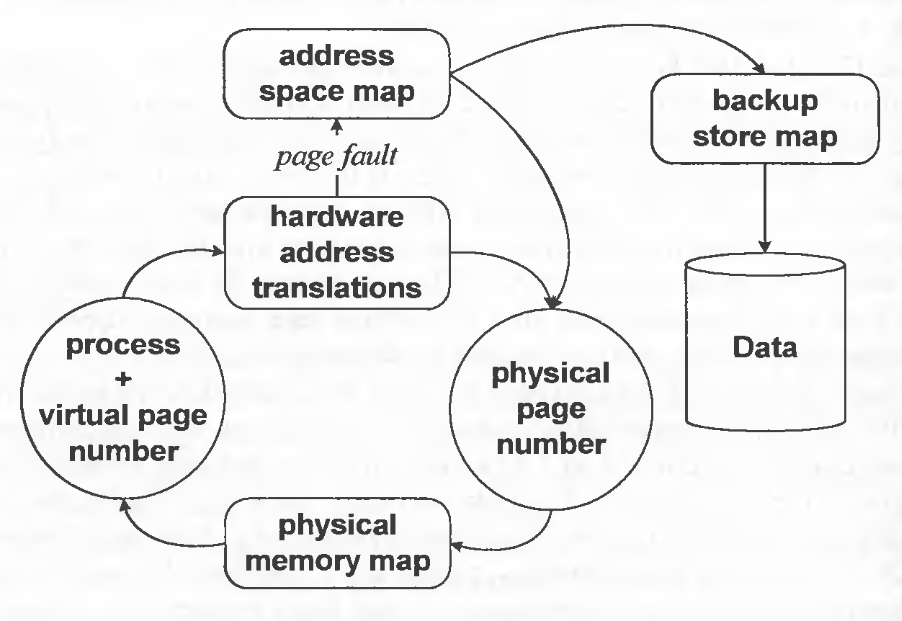 address
space map
backup
store map
page fault
hardware
address
translations
process
+
virtual page
number
physical
page
number
Data
physical
memory map